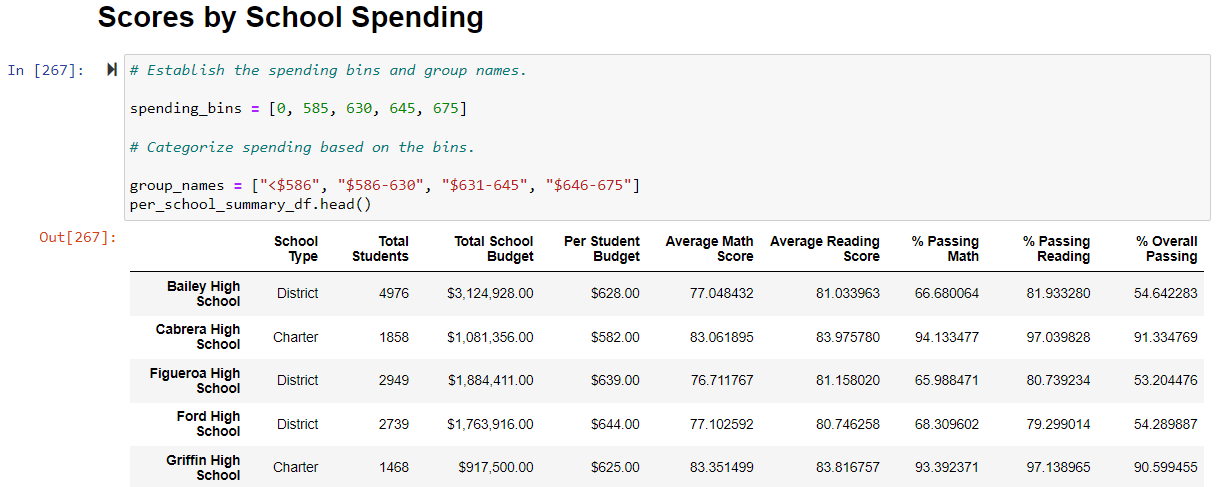 Scores by School Spending
In [267]:
# Establish the spending bins and group names.
spending_bins = [0, 585, 630, 645, 675]
# Categorize spending based on the bins.
group_names = ["<$586", "$586-630", "$631-645", "$646-675"]
per_school_summary_df.head()
Out[267]:
School Type Total Students Total School Budget Per Student Budget Average Math Score Average Reading Score % Passing Math % Passing Reading % Overall Passing
Bailey High School District 4976 $3,124,928.00 $628.00 77.048432 81.033963 66.680064 81.933280 54.642283
Cabrera High School Charter 1858 $1,081,356.00 $582.00 83.061895 83.975780 94.133477 97.039828 91.334769
Figueroa High School District 2949 $1,884,411.00 $639.00 76.711767 81.158020 65.988471 80.739234 53.204476
Ford High School District 2739 $1,763,916.00 $644.00 77.102592 80.746258 68.309602 79.299014 54.289887
Griffin High School Charter 1468 $917,500.00 $625.00 83.351499 83.816757 93.392371 97.138965 90.599455